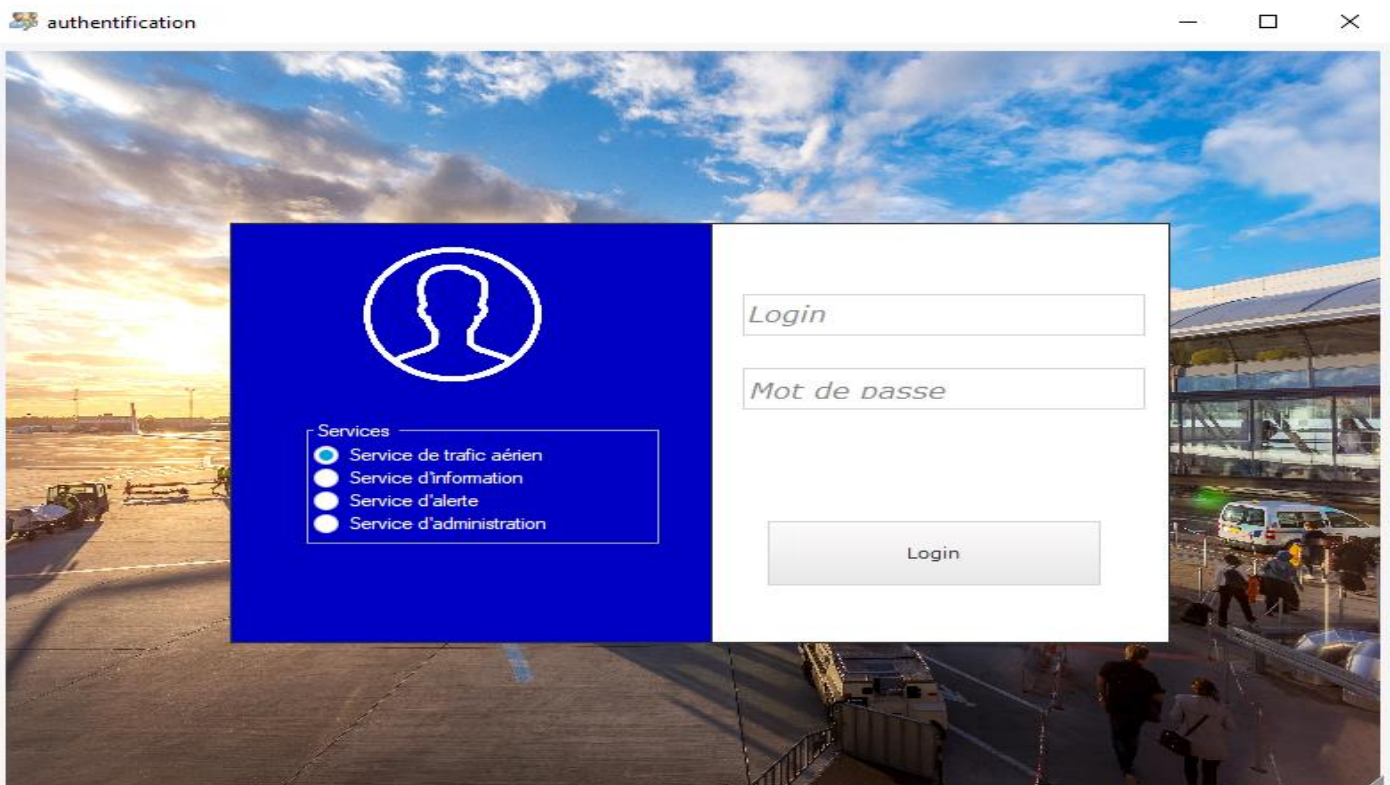 authentification
Services
Service de trafic aérien
Service d'information
Service d'alerte
Service d'administration
Login
Mot de passe
Login